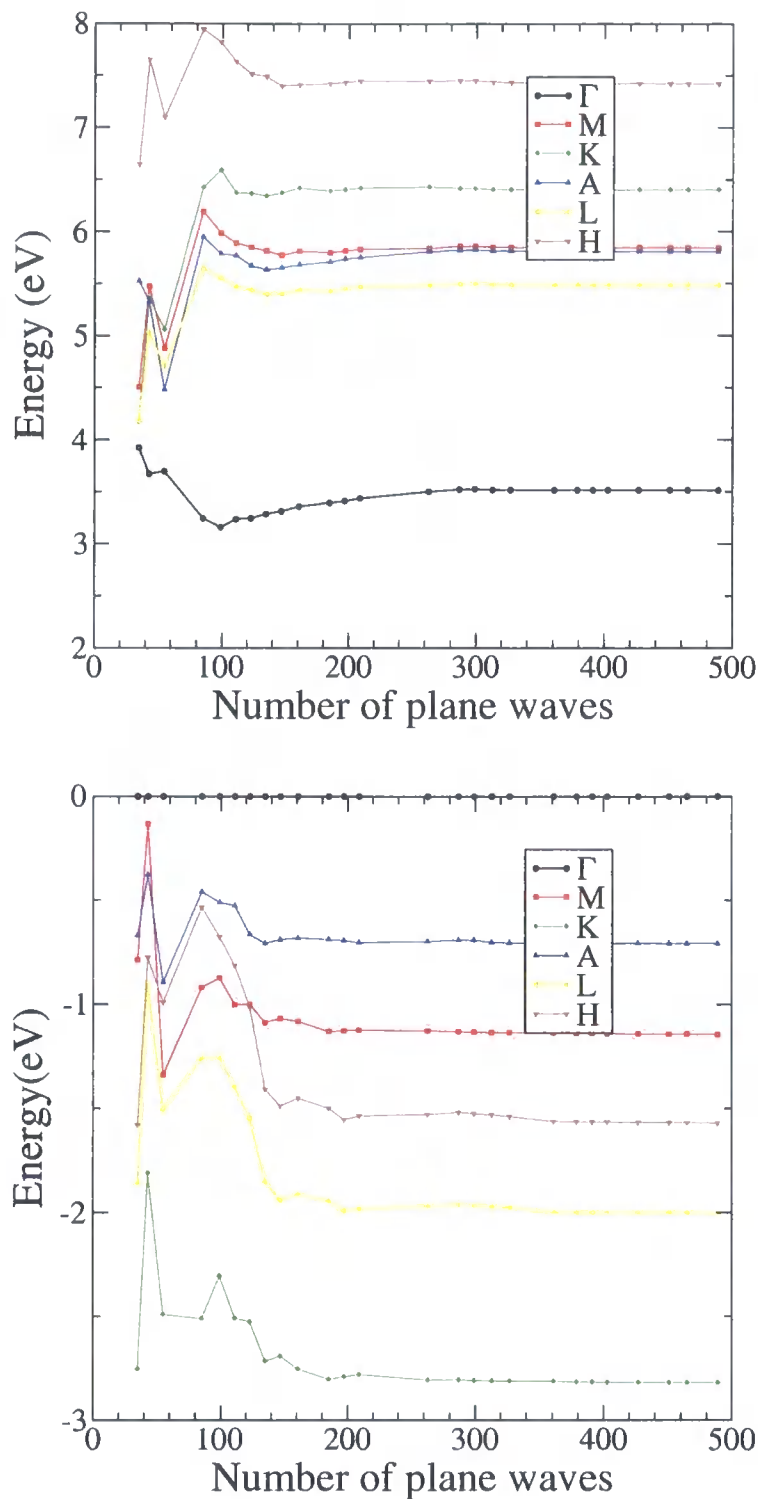 8
7
6
5
4
3
2
Energy (eV)
Γ
M
K
A
L
H
0 100 200 300 400 500
Number of plane waves
0
-1
-2
-3
Energy(eV)
Γ
M
K
A
L
H
0 100 200 300 400 500
Number of plane waves